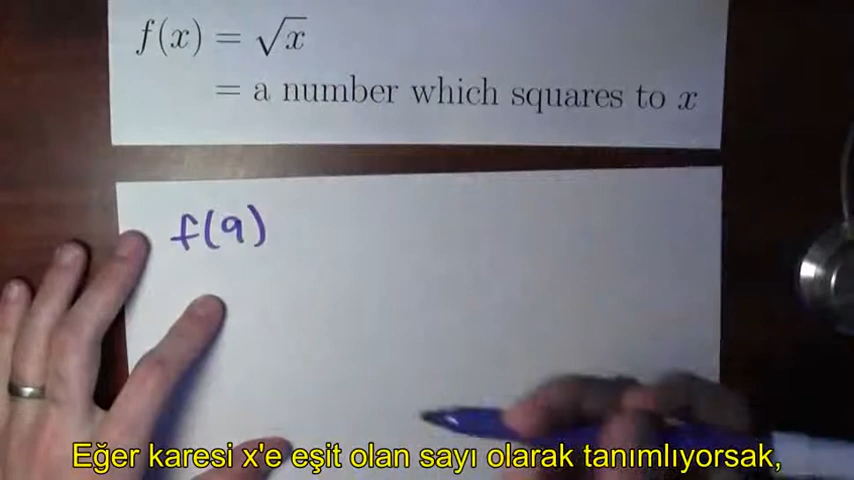 f(x) = √x
= a number which squares to x
f(9)
Eğer karesi x'e eşit olan sayı olarak tanımlıyorsak,